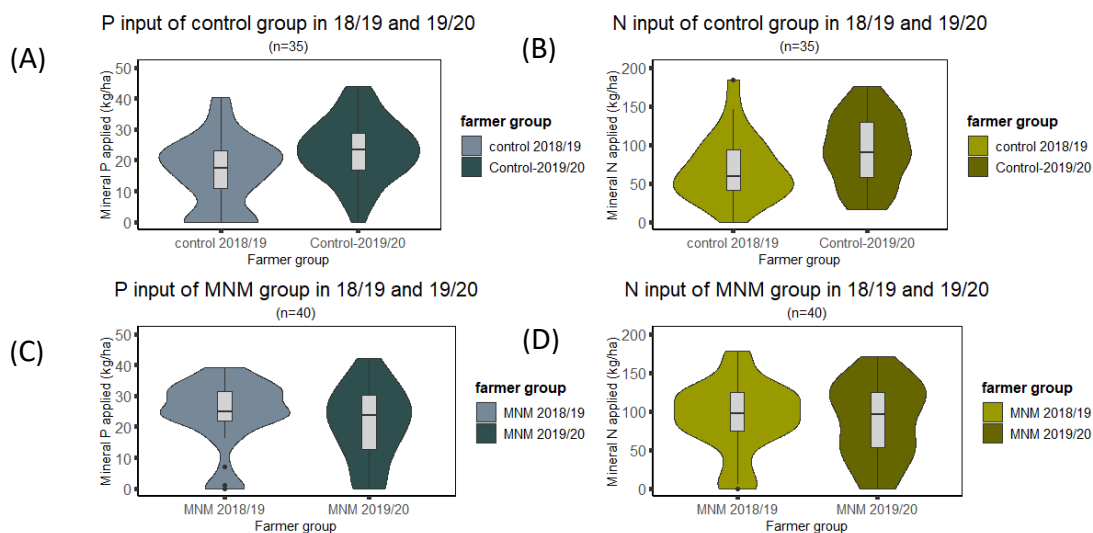 (A)
P input of control group in 18/19 and 19/20
(n=35)
Mineral P applied (kg/ha)
50
40
30
20
10
0
control 2018/19 Control-2019/20
Farmer group
farmer group
control 2018/19
Control-2019/20
(B)
N input of control group in 18/19 and 19/20
(n=35)
Mineral N applied (kg/ha)
200
150
100
50
0
control 2018/19 Control-2019/20
Farmer group
farmer group
control 2018/19
Control-2019/20
(C)
P input of MNM group in 18/19 and 19/20
(n=40)
Mineral P applied (kg/ha)
50
40
30
20
10
0
MNM 2018/19 MNM 2019/20
Farmer group
farmer group
MNM 2018/19
MNM 2019/20
(D)
N input of MNM group in 18/19 and 19/20
(n=40)
Mineral N applied (kg/ha)
200
150
100
50
0
MNM 2018/19 MNM 2019/20
Farmer group
farmer group
MNM 2018/19
MNM 2019/20